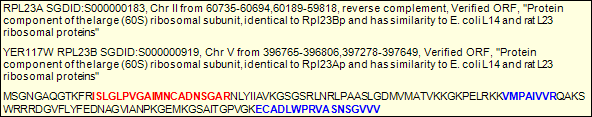 RPL23A SGDID:S000000183, Chr II from 60735-60694,60189-59818, reverse complement, Verified ORF, "Protein
component of the large (60S) ribosomal subunit, identical to Rpl23Bp and has similarity to E. coli L14 and rat L23
ribosomal proteins"
YER117W RPL23B SGDID:S000000919, Chr V from 396765-396806,397278-397649, Verified ORF, "Protein
component of the large (60S) ribosomal subunit, identical to Rpl23Ap and has similarity to E. coli L14 and rat L23
ribosomal proteins"
MSGNGAQGTKFRISLGLPVGAIMNCADNSGARNLYIIAVKGSGSRLNRLPAASLGDMVMATVKKGKPELRKKVMPAIVVRQAKS
WRRRDGVFLYFEDNAGVIANPKGEMKGSAITGPVGKECADLWPRVASNSGVVV